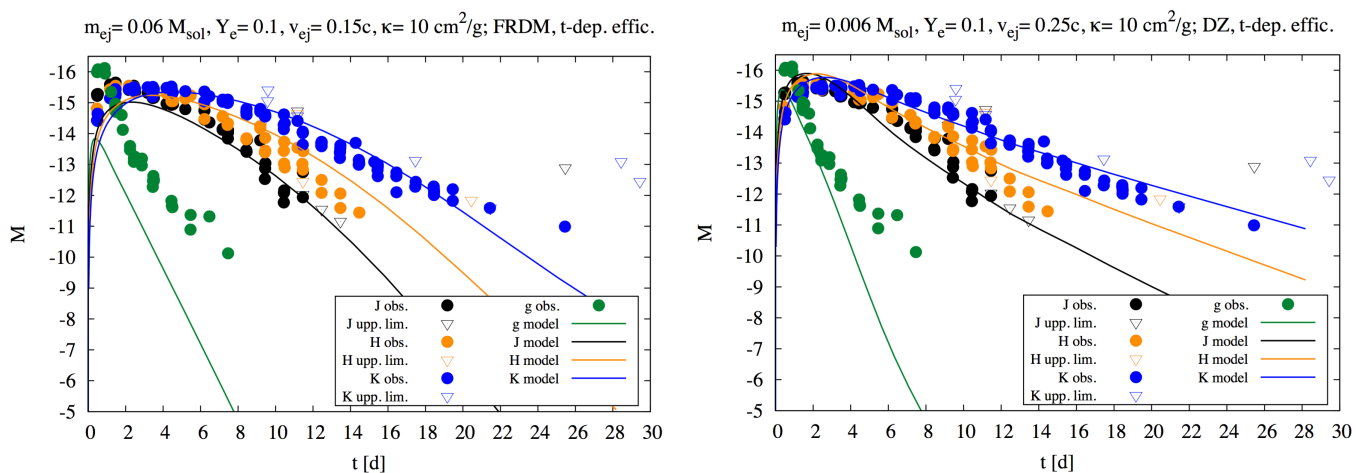 m_ej= 0.06 M_sol, Y_e= 0.1, v_ej= 0.15c, κ= 10 cm^2/g; FRDM, t-dep. effic.
-16
-15
-14
-13
-12
-11
-10
-9
-8
-7
-6
-5
M
0 2 4 6 8 10 12 14 16 18 20 22 24 26 28 30
t [d]
J obs.
J upp. lim.
H obs.
H upp. lim.
K obs.
K upp. lim.
g obs.
g model
J model
H model
K model
m_ej= 0.006 M_sol, Y_e= 0.1, v_ej= 0.25c, κ= 10 cm^2/g; DZ, t-dep. effic.
-16
-15
-14
-13
-12
-11
-10
-9
-8
-7
-6
-5
M
0 2 4 6 8 10 12 14 16 18 20 22 24 26 28 30
t [d]
J obs.
J upp. lim.
H obs.
H upp. lim.
K obs.
K upp. lim.
g obs.
g model
J model
H model
K model